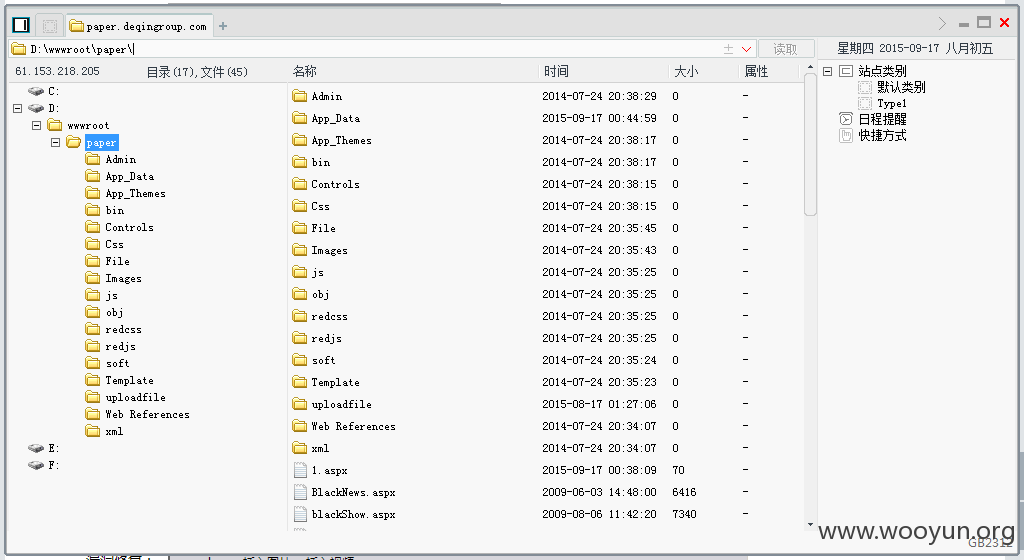 paper.deqingroup.com
D:\wwwroot\paper\
读取
星期四 2015-09-17 八月初五
61.153.218.205 目录(17),文件(45)
名称 时间 大小 属性
C:
D:
wwwroot
paper
Admin
App_Data
App_Themes
bin
Controls
Css
File
Images
js
obj
redcss
redjs
soft
Template
uploadfile
Web References
xml
E:
F:
Admin 2014-07-24 20:38:29 0 -
App_Data 2015-09-17 00:44:59 0 -
App_Themes 2014-07-24 20:38:17 0 -
bin 2014-07-24 20:38:17 0 -
Controls 2014-07-24 20:38:15 0 -
Css 2014-07-24 20:38:15 0 -
File 2014-07-24 20:35:45 0 -
Images 2014-07-24 20:35:43 0 -
js 2014-07-24 20:35:25 0 -
obj 2014-07-24 20:35:25 0 -
redcss 2014-07-24 20:35:25 0 -
redjs 2014-07-24 20:35:25 0 -
soft 2014-07-24 20:35:24 0 -
Template 2014-07-24 20:35:23 0 -
uploadfile 2015-08-17 01:27:06 0 -
Web References 2014-07-24 20:34:07 0 -
xml 2014-07-24 20:34:07 0 -
1.aspx 2015-09-17 00:38:09 70 -
BlackNews.aspx 2009-06-03 14:48:00 6416 -
blackShow.aspx 2009-08-06 11:42:20 7340 -
站点类别
默认类别
Type1
日程提醒
快捷方式
www.wooyun.org
GB2312